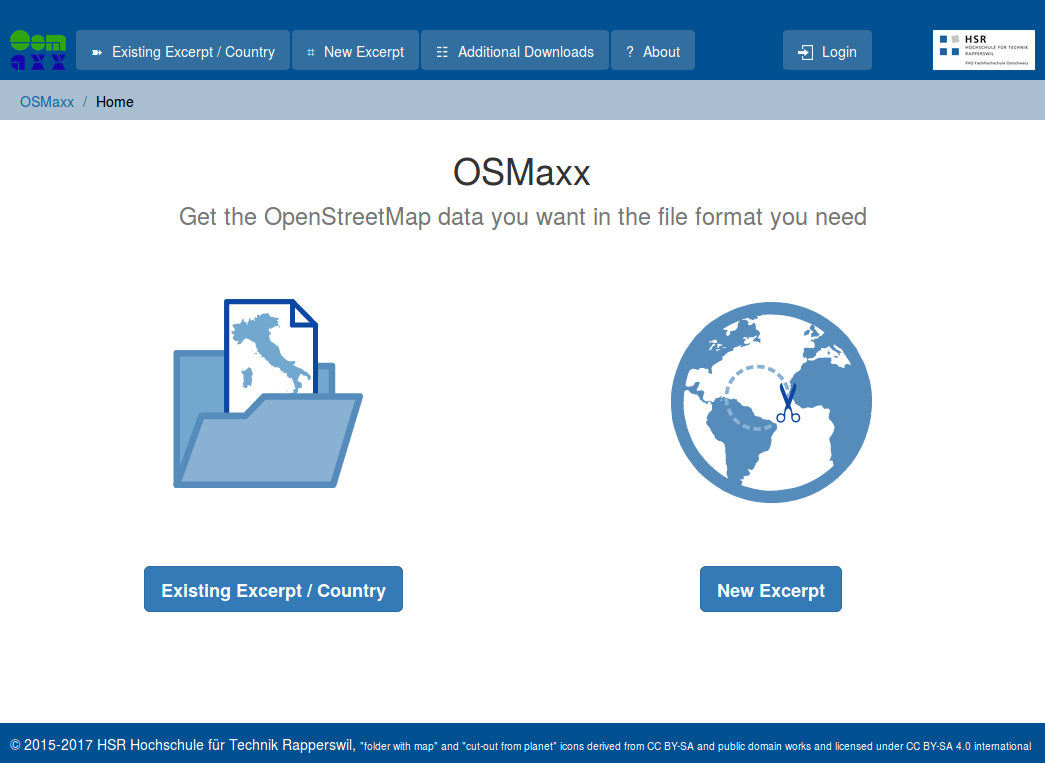 Existing Excerpt / Country
New Excerpt
Additional Downloads
? About
Login
HSR
HOCHSCHULE FÜR TECHNIK
RAPPERSWIL
FHO Fachhochschule Ostschweiz
OSMaxx / Home
OSMaxx
Get the OpenStreetMap data you want in the file format you need
Existing Excerpt / Country
New Excerpt
© 2015-2017 HSR Hochschule für Technik Rapperswil, "folder with map" and "cut-out from planet" icons derived from CC BY-SA and public domain works and licensed under CC BY-SA 4.0 international